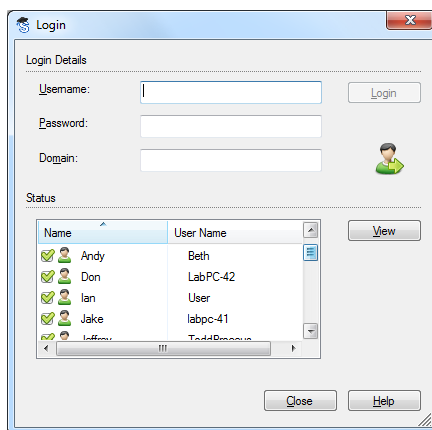 Login
Login Details
Username:
Login
Password:
Domain:
Status
Name User Name
View
Andy Beth
Don LabPC-42
Ian User
Jake labpc-41
Jeffrey
Close Help